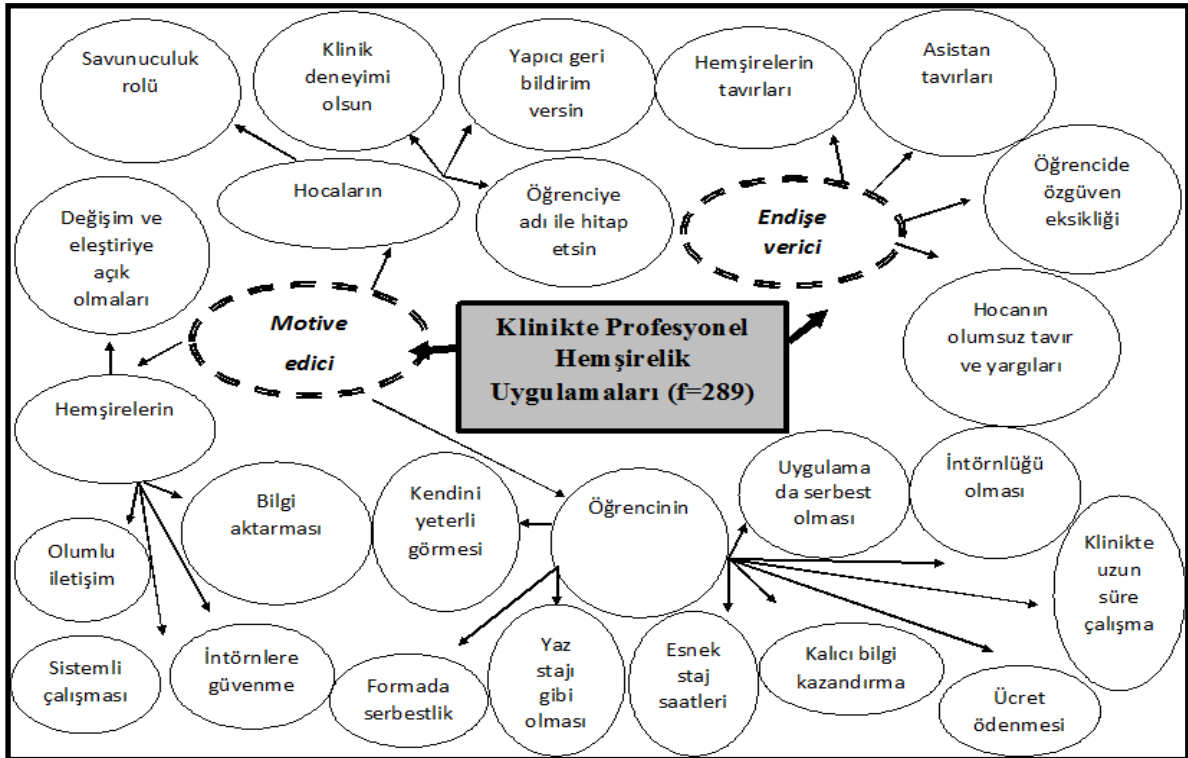 Savunuculuk
rolü
Klinik
deneyimi
olsun
Yapıcı geri
bildirim
versin
Hemşirelerin
tavırları
Asistan
tavırları
Hocaların
Öğrenciye
adı ile hitap
etsin
Endişe
verici
Öğrencide
özgüven
eksikliği
Değişim ve
eleştiriye
açık
olmaları
Motive
edici
Klinikte Profesyonel
Hemşirelik
Uygulamaları (f=289)
Hocanın
olumsuz tavır
ve yargıları
Hemşirelerin
Bilgi
aktarması
Kendini
yeterli
görmesi
Öğrencinin
Uygulama
da serbest
olması
İntörnlüğü
olması
Klinikte
uzun
süre
çalışma
Olumlu
iletişim
Sistemli
çalışması
İntörnlere
güvenme
Formada
serbestlik
Yaz
stajı
gibi
olması
Esnek
staj
saatleri
Kalıcı bilgi
kazandırma
Ücret
ödenmesi